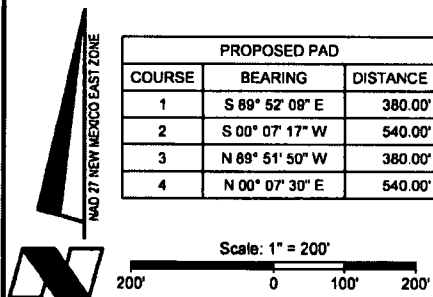 NAD 27 NEW MEXICO EAST ZONE
PROPOSED PAD
COURSE BEARING DISTANCE
1 S 89° 52' 09" E 380.00'
2 S 00° 07' 17" W 540.00'
3 N 89° 51' 50" W 380.00'
4 N 00° 07' 30" E 540.00'
Scale: 1" = 200'
200' 0 100' 200'